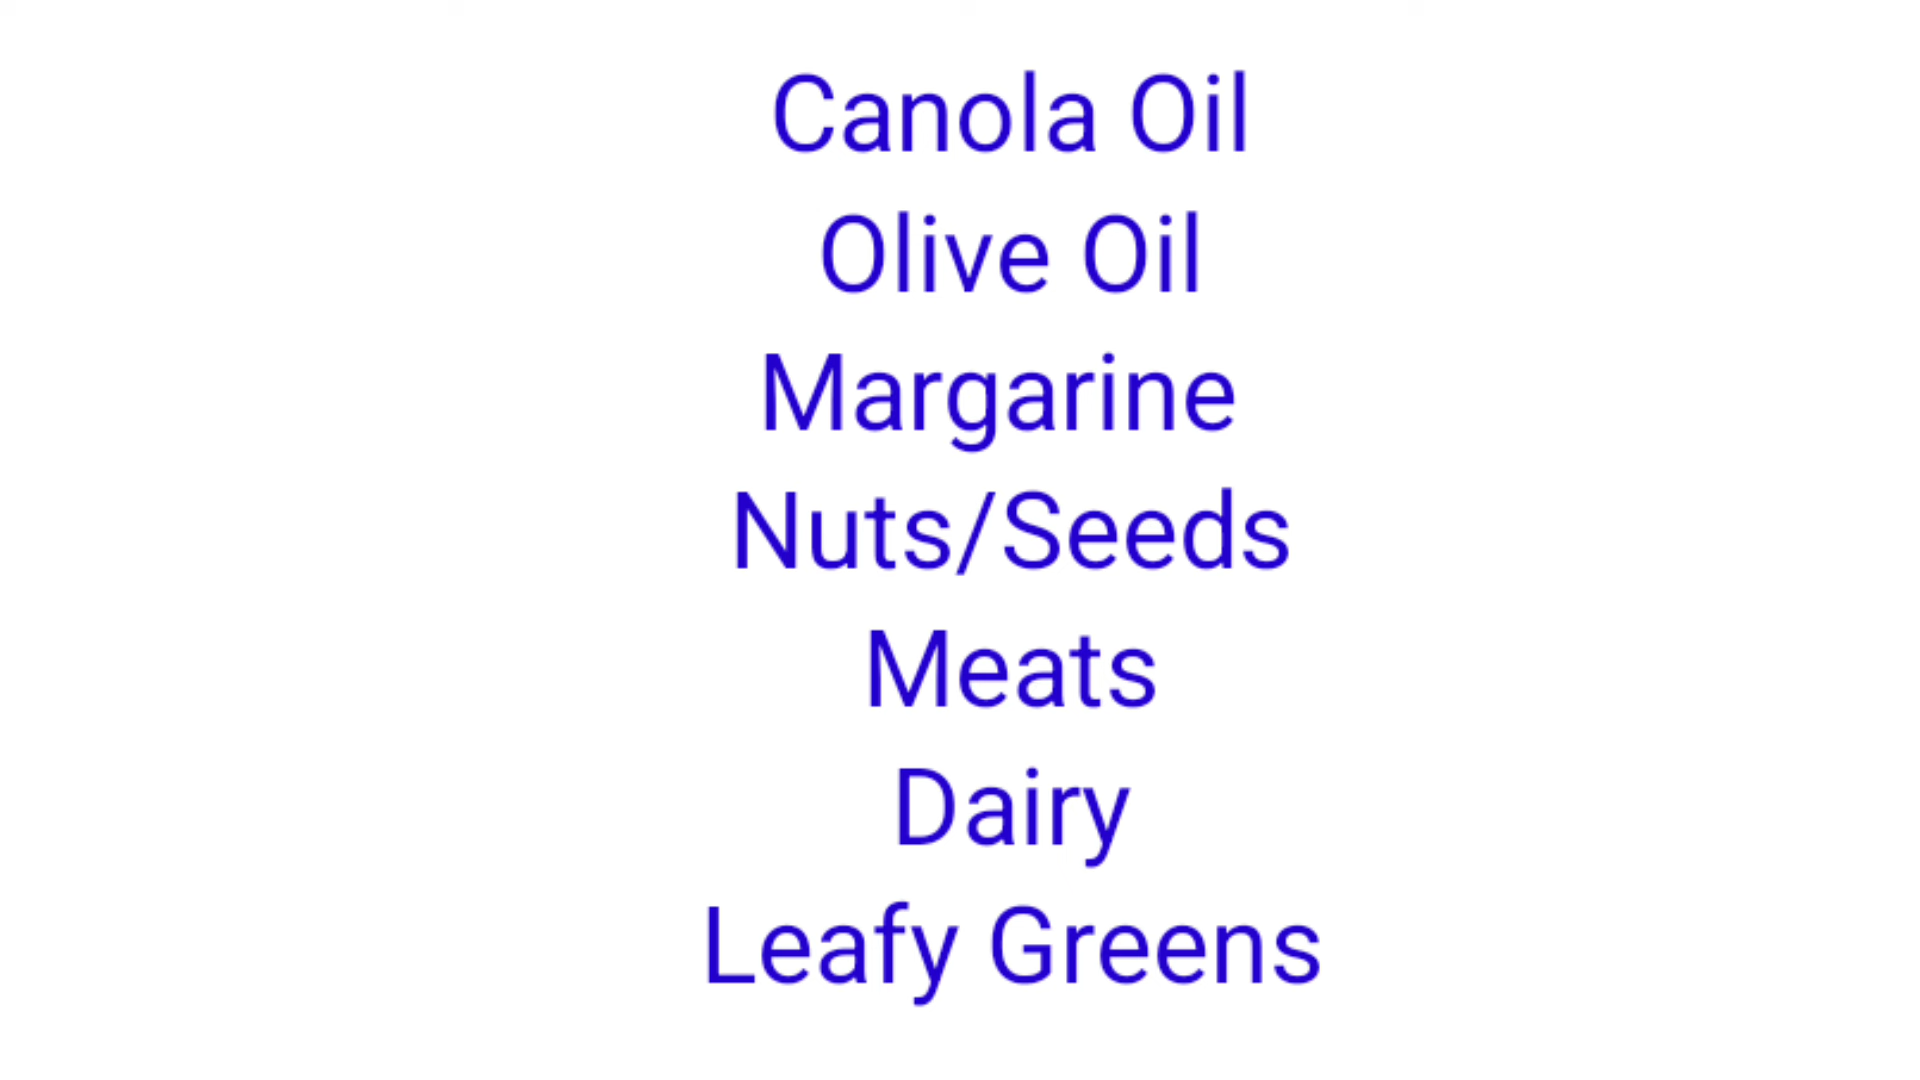 Canola Oil
Olive Oil
Margarine
Nuts/Seeds
Meats
Dairy
Leafy Greens